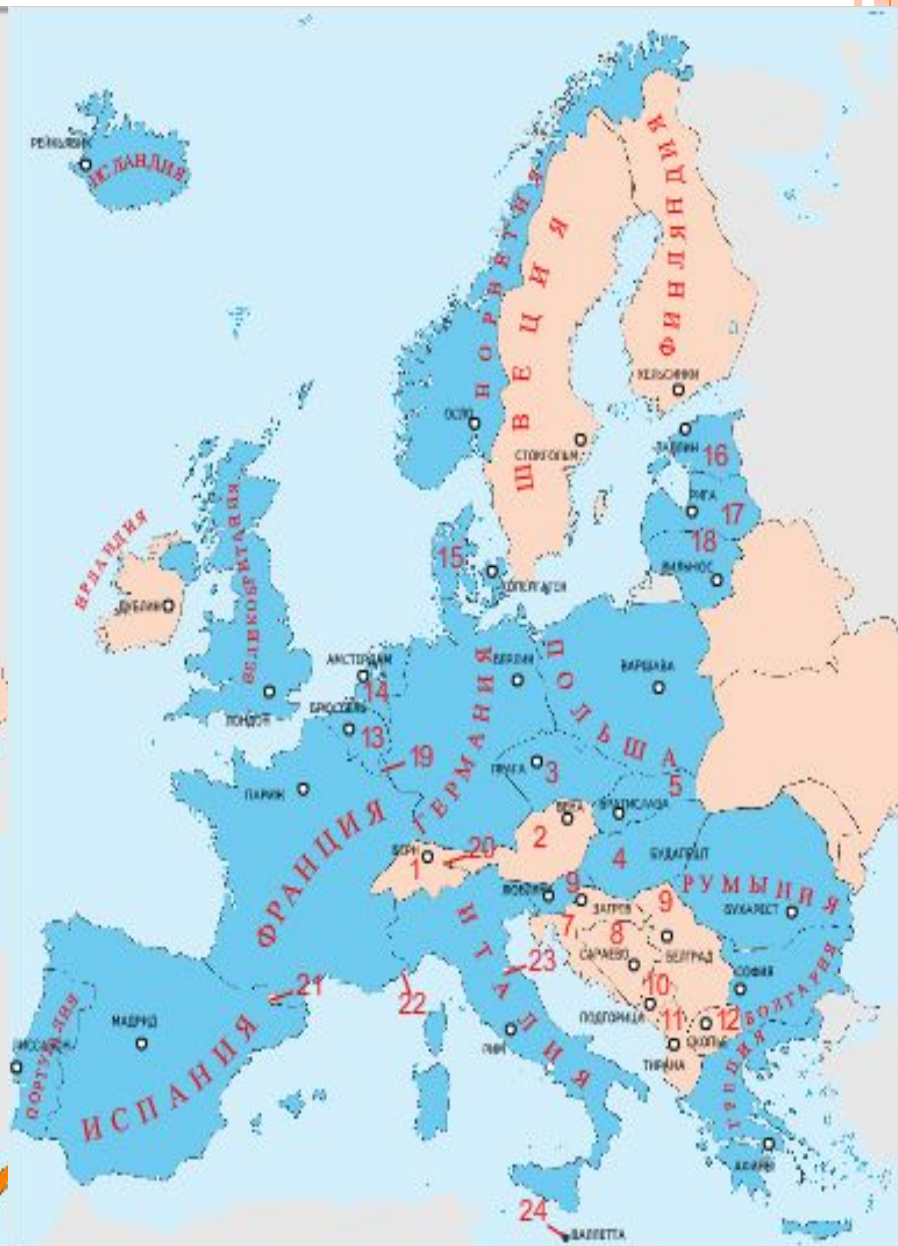 РЕЙКЬЯВИК
ИСЛАНДИЯ
НОРВЕГИЯ
ШВЕЦИЯ
ФИНЛЯНДИЯ
ХЕЛЬСИНКИ
ОСЛО
СТОКГОЛЬМ
ТАЛЛИН
16
РИГА
17
18
ВИЛЬНЮС
ИРЛАНДИЯ
ДУБЛИН
ВЕЛИКОБРИТАНИЯ
ЛОНДОН
15
КОПЕНГАГЕН
АМСТЕРДАМ
14
БРЮССЕЛЬ
13
19
БЕРЛИН
ГЕРМАНИЯ
ПОЛЬША
ВАРШАВА
ПРАГА
3
5
ПАРИЖ
ФРАНЦИЯ
ВЕНА
2
БРАТИСЛАВА
БЕРН
1
20
4
БУДАПЕШТ
РУМЫНИЯ
БУХАРЕСТ
9
ЗАГРЕБ
9
7
8
САРАЕВО
БЕЛГРАД
10
СОФИЯ
БОЛГАРИЯ
ПОДГОРИЦА
11
12
СКОПЬЕ
ТИРАНА
ИТАЛИЯ
23
22
21
РИМ
МАДРИД
ИСПАНИЯ
ПОРТУГАЛИЯ
ЛИССАБОН
ГРЕЦИЯ
АФИНЫ
24
ВАЛЛЕТТА